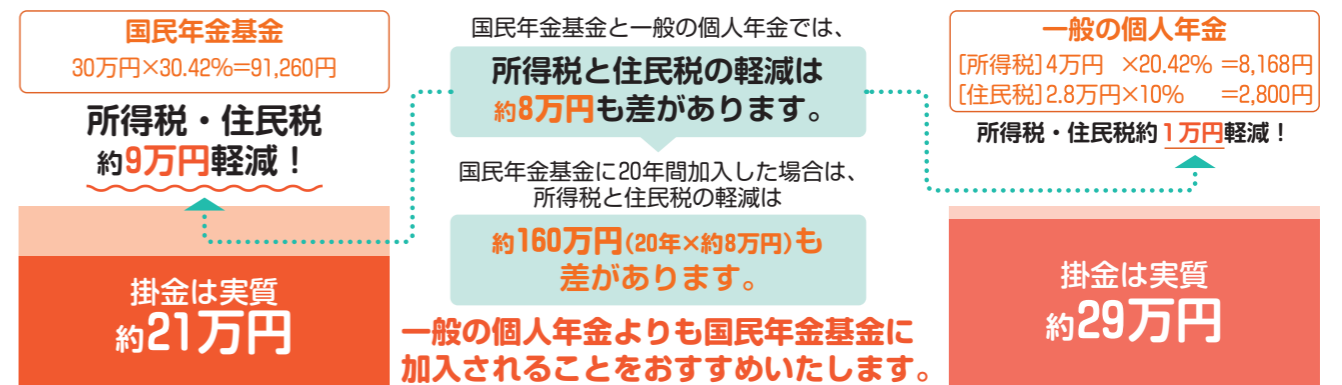 国民年金基金
30万円×30.42%=91,260円
所得税・住民税
約9万円軽減！
掛金は実質
約21万円
国民年金基金と一般の個人年金では、
所得税と住民税の軽減は
約8万円も差があります。
国民年金基金に20年間加入した場合は、
所得税と住民税の軽減は
約160万円(20年×約8万円)も
差があります。
一般の個人年金よりも国民年金基金に
加入されることをおすすめいたします。
一般の個人年金
[所得税]4万円 ×20.42% =8,168円
[住民税]2.8万円×10% =2,800円
所得税・住民税約1万円軽減！
掛金は実質
約29万円